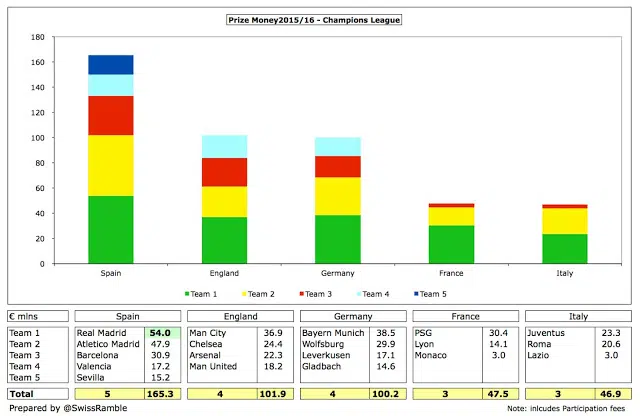 Prize Money2015/16 - Champions League
180
160
140
120
100
80
60
40
20
0
Spain England Germany France Italy
Team 1 Team 2 Team 3 Team 4 Team 5
€ mlns Spain England Germany France Italy
Team 1 Real Madrid 54.0 Man City 36.9 Bayern Munich 38.5 PSG 30.4 Juventus 23.3
Team 2 Atletico Madrid 47.9 Chelsea 24.4 Wolfsburg 29.9 Lyon 14.1 Roma 20.6
Team 3 Barcelona 30.9 Arsenal 22.3 Leverkusen 17.1 Monaco 3.0 Lazio 3.0
Team 4 Valencia 17.2 Man United 18.2 Gladbach 14.6
Team 5 Sevilla 15.2
Total 5 165.3 4 101.9 4 100.2 3 47.5 3 46.9
Prepared by @SwissRamble Note: inlcudes Participation fees